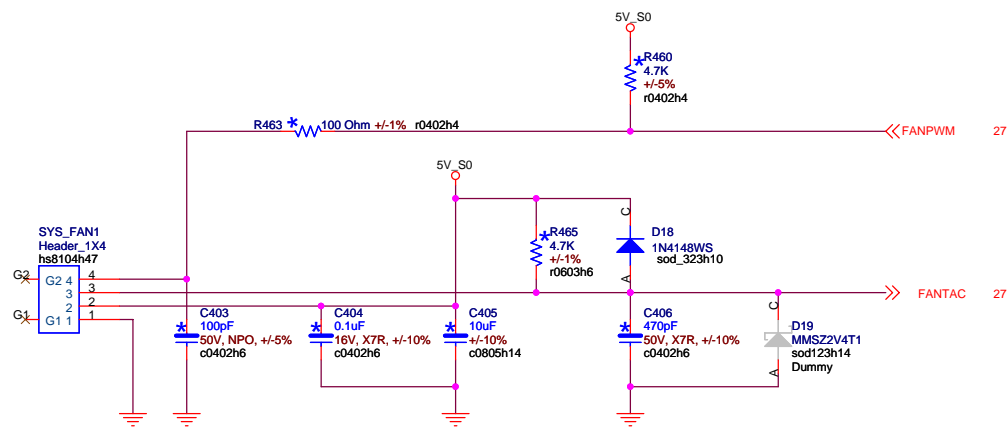 5V_S0
R460
4.7K
+/-5%
r0402h4
R463 100 Ohm +/-1% r0402h4
FANPWM 27
5V_S0
SYS_FAN1
Header_1X4
hs8104h47
R465
4.7K
+/-1%
r0603h6
C
D18
1N4148WS
sod_323h10
A
G2 G2 4 4
3 3
2 2
G1 G1 1 1
FANTAC 27
C403
100pF
50V, NPO, +/-5%
c0402h6
C404
0.1uF
16V, X7R, +/-10%
c0402h6
C405
10uF
+/-10%
c0805h14
C406
470pF
50V, X7R, +/-10%
c0402h6
C
D19
MMSZ2V4T1
sod123h14
Dummy
A